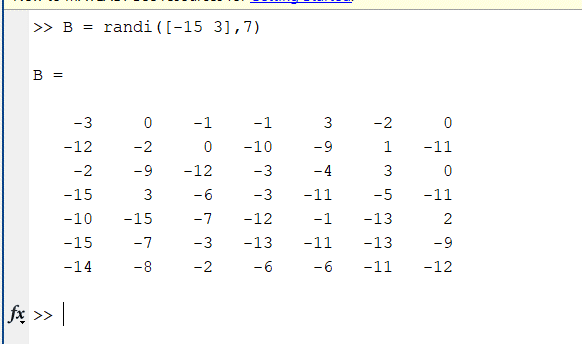 >> B = randi([-15 3],7)
B =
-3 0 -1 -1 3 -2 0
-12 -2 0 -10 -9 1 -11
-2 -9 -12 -3 -4 3 0
-15 3 -6 -3 -11 -5 -11
-10 -15 -7 -12 -1 -13 2
-15 -7 -3 -13 -11 -13 -9
-14 -8 -2 -6 -6 -11 -12
fx >>